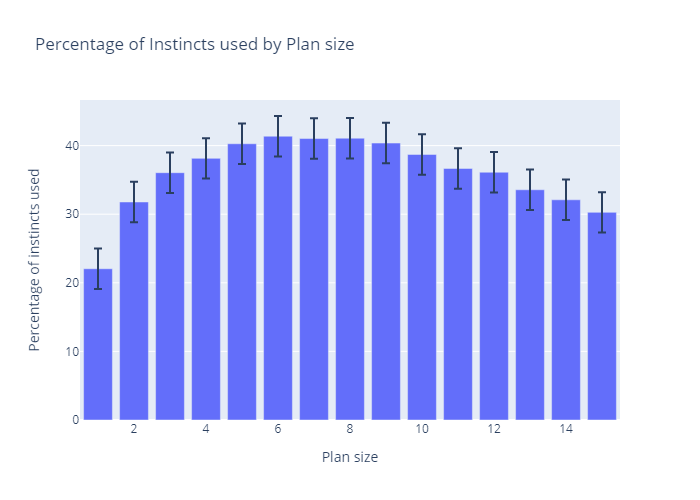 Percentage of Instincts used by Plan size
Percentage of instincts used
40
30
20
10
0
2 4 6 8 10 12 14
Plan size